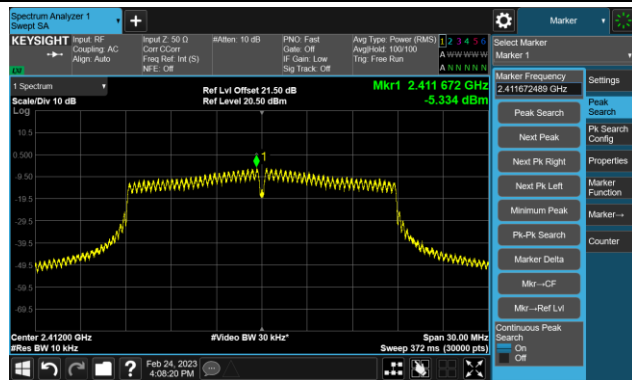 Spectrum Analyzer 1
Swept SA
Marker
KEYSIGHT
Input: RF
Coupling: AC
Align: Auto
Input Z: 50 Ω
Corr CCorr
Freq Ref: Int (S)
NFE: Off
#Atten: 10 dB
PNO: Fast
Gate: Off
IF Gain: Low
Sig Track: Off
Avg Type: Power (RMS)
Avg|Hold: 100/100
Trig: Free Run
1 2 3 4 5 6
A W W W W W
A N N N N N
LV
Select Marker
Marker 1
1 Spectrum
Scale/Div 10 dB
Log
Ref Lvl Offset 21.50 dB
Ref Level 20.50 dBm
Mkr1 2.411 672 GHz
-5.334 dBm
10.5
0.500
-9.50
-19.5
-29.5
-39.5
-49.5
-59.5
-69.5
1
Center 2.41200 GHz
#Res BW 10 kHz
#Video BW 30 kHz*
Span 30.00 MHz
Sweep 372 ms (30000 pts)
Marker Frequency
2.411672489 GHz
Peak Search
Next Peak
Next Pk Right
Next Pk Left
Minimum Peak
Pk-Pk Search
Marker Delta
Mkr→CF
Mkr→Ref Lvl
Continuous Peak
Search
On
Off
Settings
Peak
Search
Pk Search
Config
Properties
Marker
Function
Marker→
Counter
Feb 24, 2023
4:08:20 PM